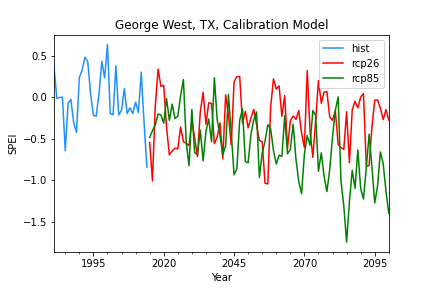 George West, TX, Calibration Model
hist
rcp26
rcp85
0.5
0.0
−0.5
−1.0
−1.5
SPEI
1995
2020
2045
2070
2095
Year